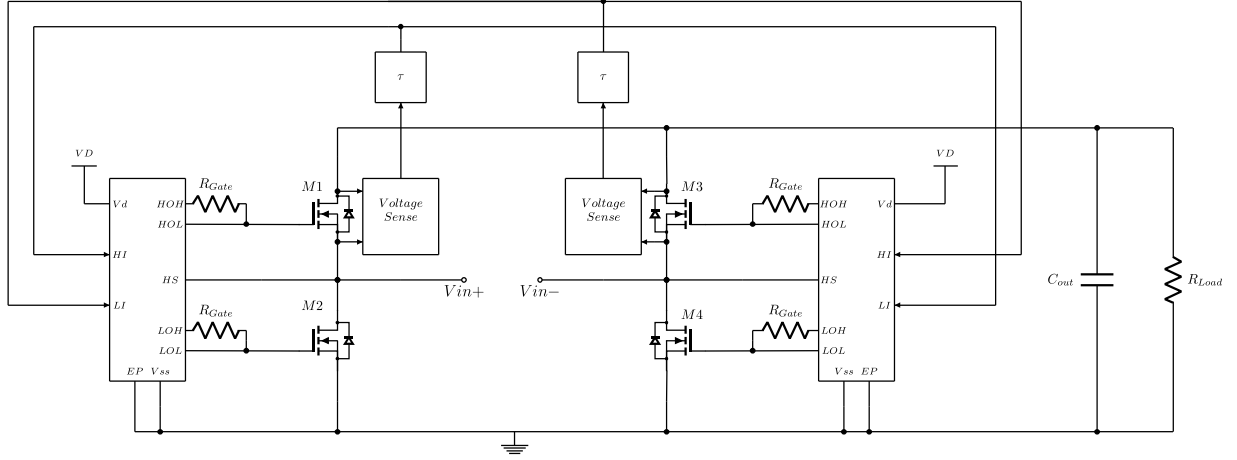 τ
τ
VD
VD
R_Gate
M1
Voltage
Sense
Voltage
Sense
M3
R_Gate
Vd
HOH
HOL
HOH
HOL
Vd
HI
HS
LI
Vin+
Vin−
HI
HS
LI
C_out
R_Load
R_Gate
M2
M4
R_Gate
LOH
LOL
LOH
LOL
EP Vss
Vss EP